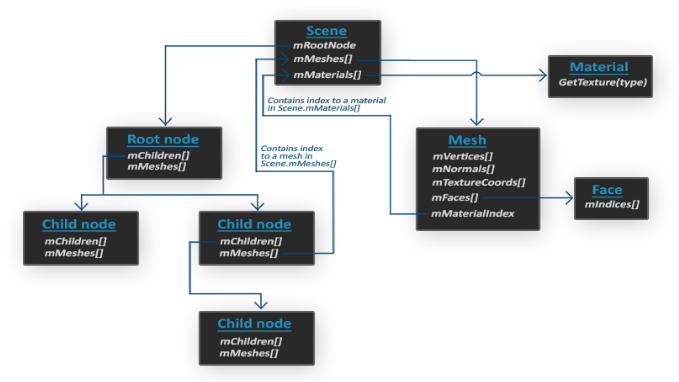 Scene
mRootNode
mMeshes[]
mMaterials[]
Material
GetTexture(type)
Contains index to a material
in Scene.mMaterials[]
Root node
mChildren[]
mMeshes[]
Contains index
to a mesh in
Scene.mMeshes[]
Mesh
mVertices[]
mNormals[]
mTextureCoords[]
mFaces[]
mMaterialIndex
Face
mIndices[]
Child node
mChildren[]
mMeshes[]
Child node
mChildren[]
mMeshes[]
Child node
mChildren[]
mMeshes[]